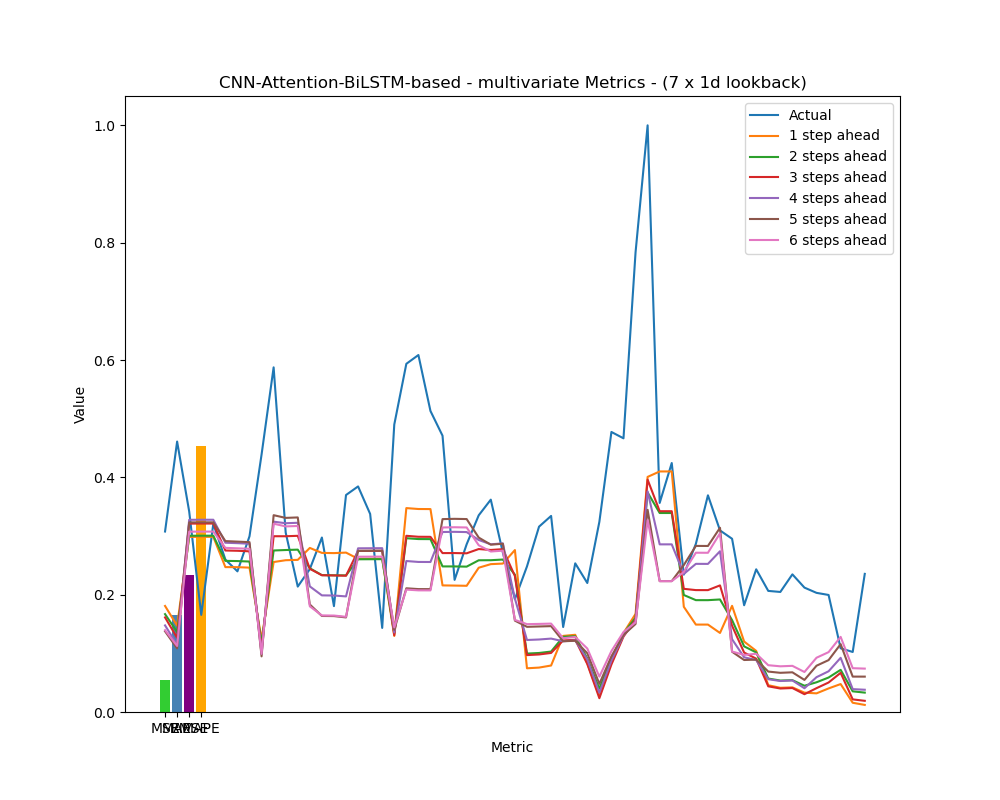 CNN-Attention-BiLSTM-based - multivariate Metrics - (7 x 1d lookback)
1.0
0.8
0.6
0.4
0.2
0.0
Value
Actual
1 step ahead
2 steps ahead
3 steps ahead
4 steps ahead
5 steps ahead
6 steps ahead
Metric